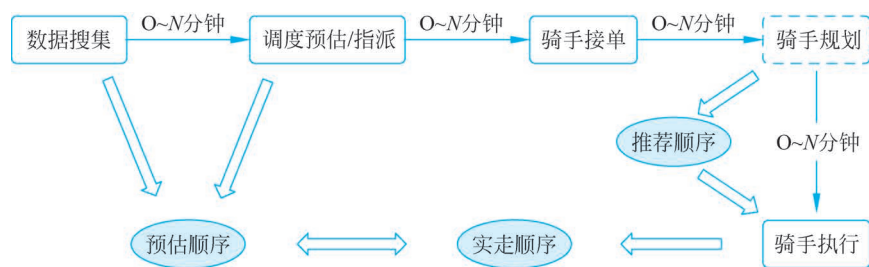 数据搜集
O~N分钟
调度预估/指派
O~N分钟
骑手接单
O~N分钟
骑手规划
推荐顺序
O~N分钟
预估顺序
实走顺序
骑手执行